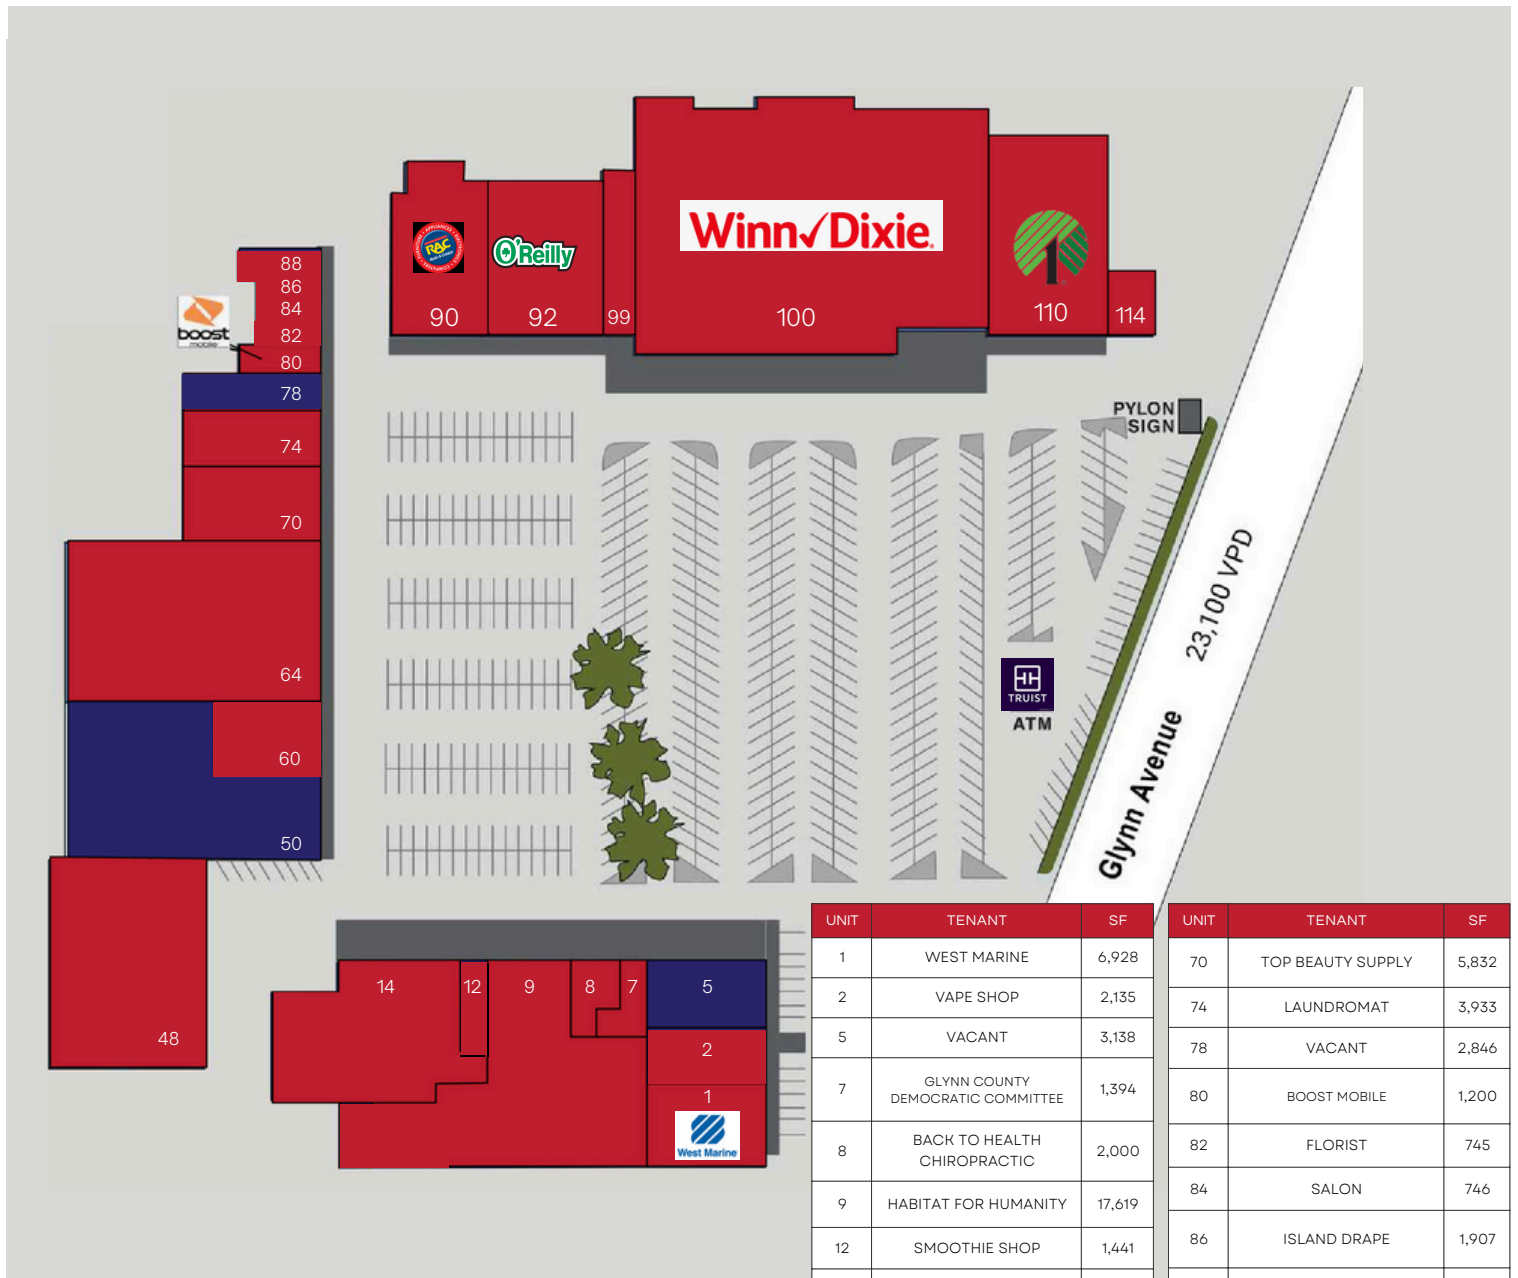 Winn✓Dixie.
RAC
O'Reilly
90
92
99
100
110
114
88
86
84
82
80
boost
mobile
78
74
70
64
60
50
48
PYLON
SIGN
23,100 VPD
Glynn Avenue
TRUIST
ATM
14
12
9
8
7
5
2
1
West Marine
UNIT TENANT SF
1 WEST MARINE 6,928
2 VAPE SHOP 2,135
5 VACANT 3,138
7 GLYNN COUNTY
DEMOCRATIC COMMITTEE 1,394
8 BACK TO HEALTH
CHIROPRACTIC 2,000
9 HABITAT FOR HUMANITY 17,619
12 SMOOTHIE SHOP 1,441
UNIT TENANT SF
70 TOP BEAUTY SUPPLY 5,832
74 LAUNDROMAT 3,933
78 VACANT 2,846
80 BOOST MOBILE 1,200
82 FLORIST 745
84 SALON 746
86 ISLAND DRAPE 1,907